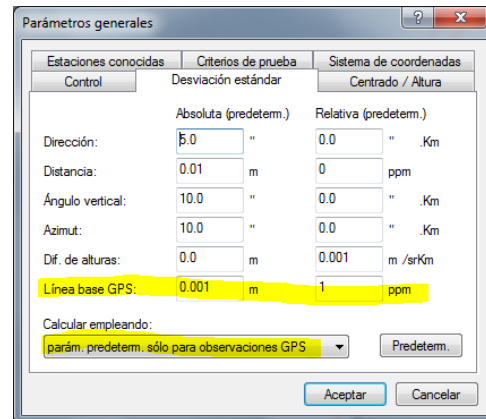 Parámetros generales
Estaciones conocidas Criterios de prueba Sistema de coordenadas
Control Desviación estándar Centrado / Altura
Absoluta (predeterm.) Relativa (predeterm.)
Dirección: 5.0 " 0.0 " .Km
Distancia: 0.01 m 0 ppm
Ángulo vertical: 10.0 " 0.0 " .Km
Azimut: 10.0 " 0.0 " .Km
Dif. de alturas: 0.0 m 0.001 m /srKm
Línea base GPS: 0.001 m 1 ppm
Calcular empleando:
parám. predeterm. sólo para observaciones GPS Predeterm.
Aceptar Cancelar